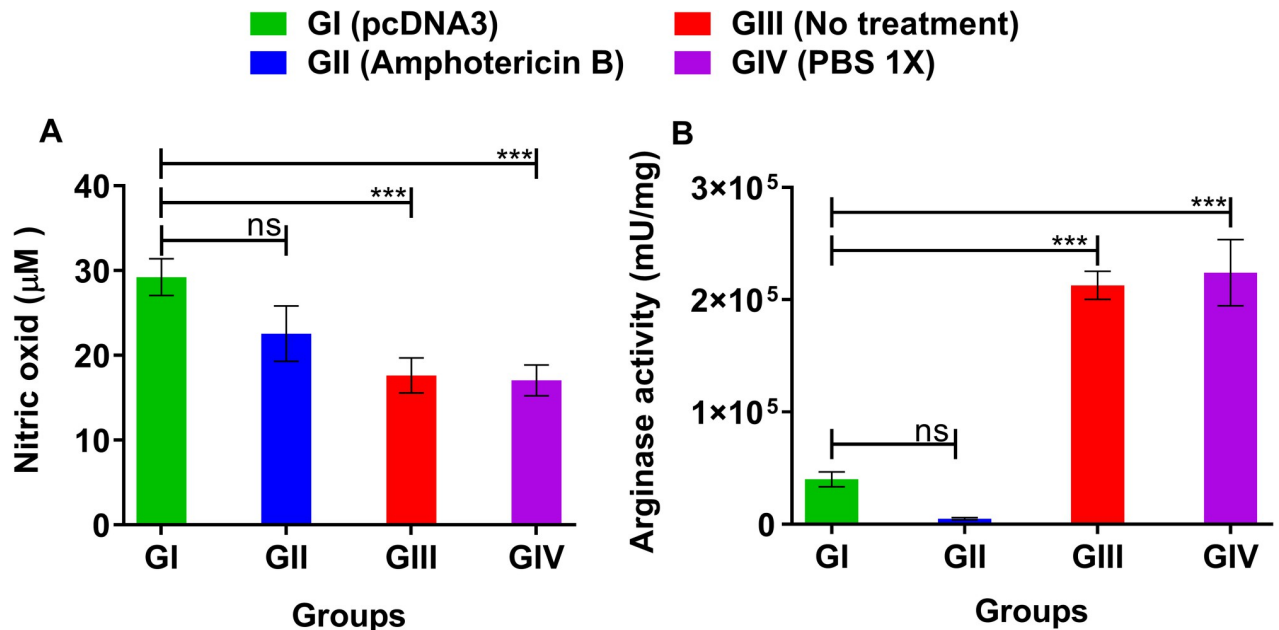 GI (pcDNA3)
GII (Amphotericin B)
GIII (No treatment)
GIV (PBS 1X)
A
Nitric oxid (µM )
40
30
20
10
0
ns
***
***
GI GII GIII GIV
Groups
B
Arginase activity (mU/mg)
3×10⁵
2×10⁵
1×10⁵
0
ns
***
***
GI GII GIII GIV
Groups